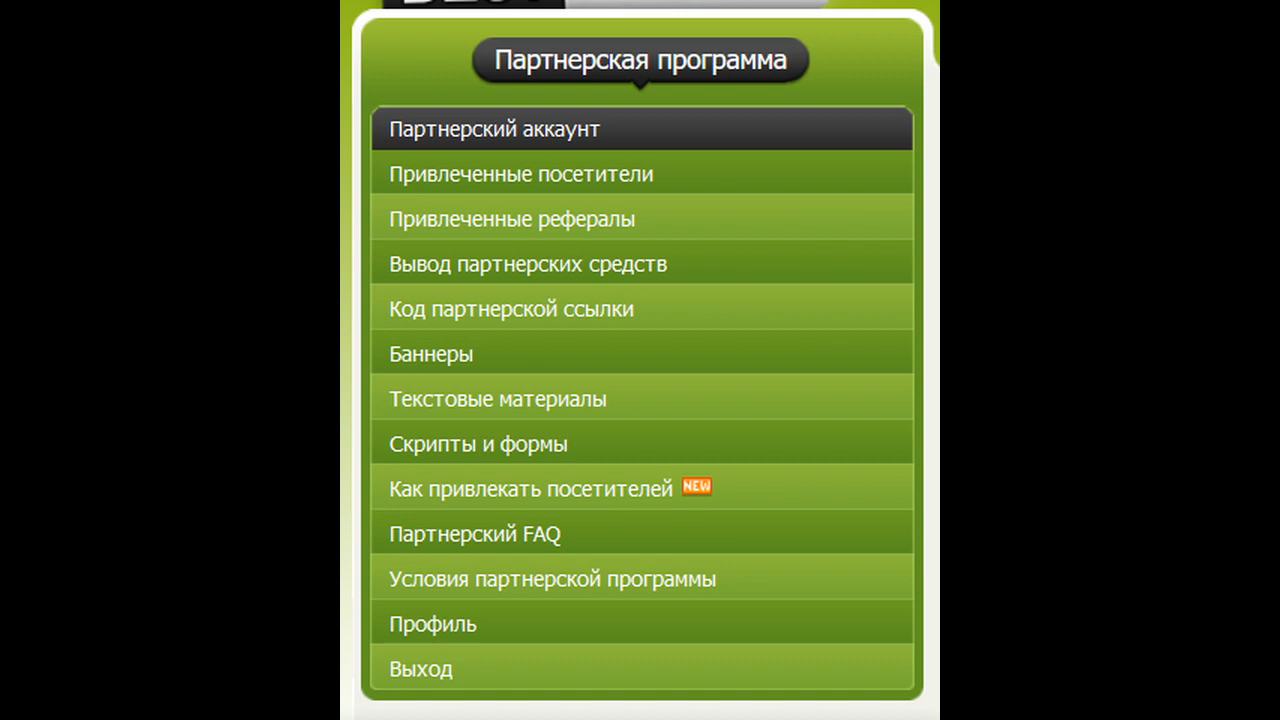 Партнерская программа
Партнерский аккаунт
Привлеченные посетители
Привлеченные рефералы
Вывод партнерских средств
Код партнерской ссылки
Баннеры
Текстовые материалы
Скрипты и формы
Как привлекать посетителей NEW
Партнерский FAQ
Условия партнерской программы
Профиль
Выход